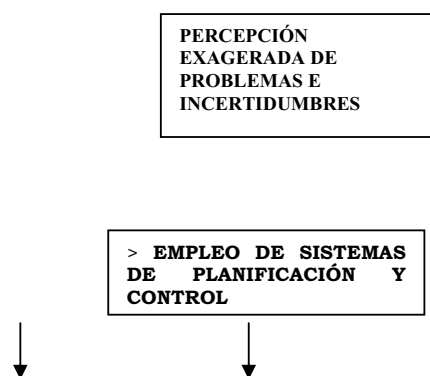 PERCEPCIÓN
EXAGERADA DE
PROBLEMAS E
INCERTIDUMBRES
> EMPLEO DE SISTEMAS
DE PLANIFICACIÓN Y
CONTROL